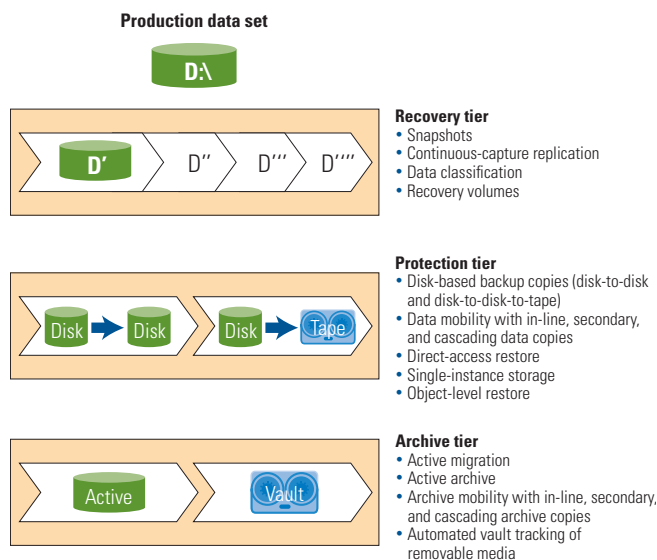 Production data set
D:\
D'
D''
D'''
D''''
Recovery tier
• Snapshots
• Continuous-capture replication
• Data classification
• Recovery volumes
Disk
Disk
Disk
Tape
Protection tier
• Disk-based backup copies (disk-to-disk
and disk-to-disk-to-tape)
• Data mobility with in-line, secondary,
and cascading data copies
• Direct-access restore
• Single-instance storage
• Object-level restore
Active
Vault
Archive tier
• Active migration
• Active archive
• Archive mobility with in-line, secondary,
and cascading archive copies
• Automated vault tracking of
removable media